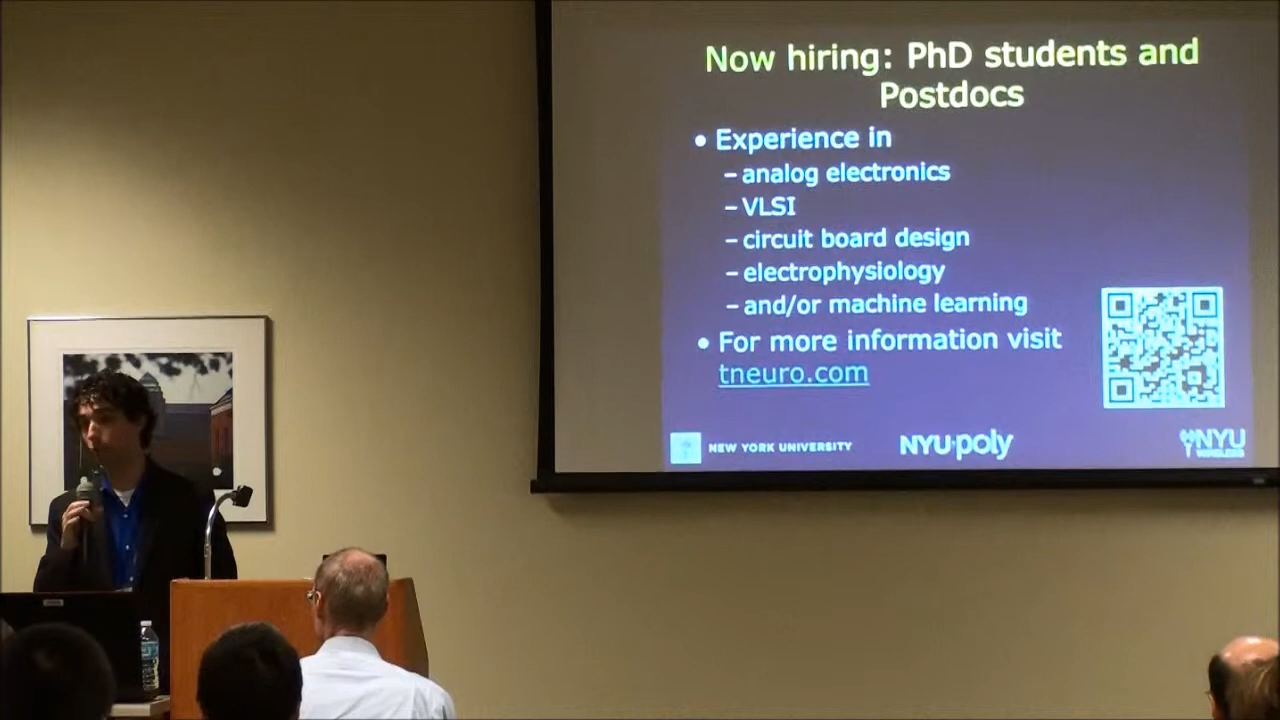 Now hiring: PhD students and
Postdocs
• Experience in
– analog electronics
– VLSI
– circuit board design
– electrophysiology
– and/or machine learning
• For more information visit
tneuro.com
NEW YORK UNIVERSITY
NYU·poly
NYU
WIRELESS